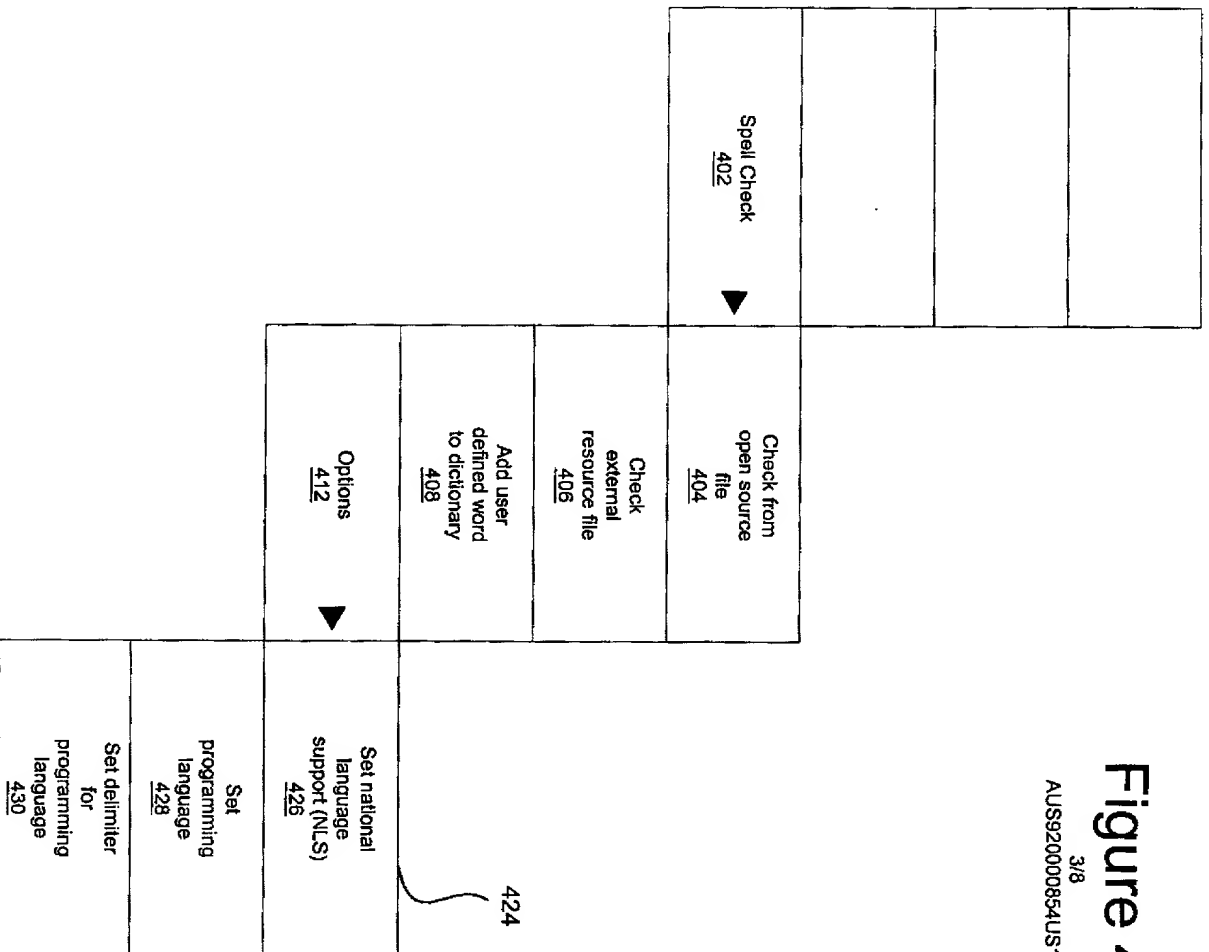 Figure
3/8
AUS920000854US
Spell Check
402
Check from
open source
file
404
Check
external
resource file
406
Add user
defined word
to dictionary
408
Options
412
424
Set national
language
support (NLS)
426
Set
programming
language
428
Set delimiter
for
programming
language
430